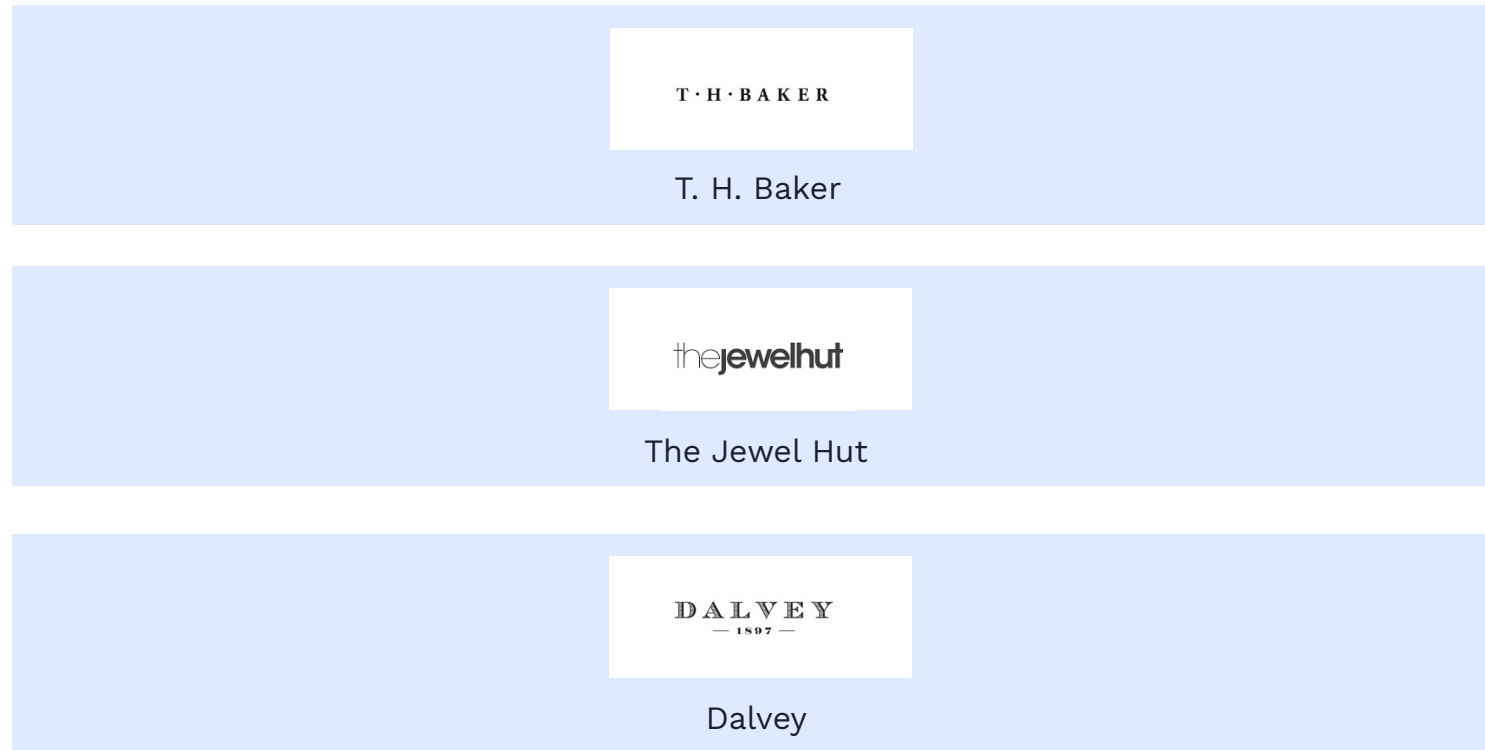 T·H·BAKER
T. H. Baker
thejewelhut
The Jewel Hut
DALVEY
— 1897 —
Dalvey